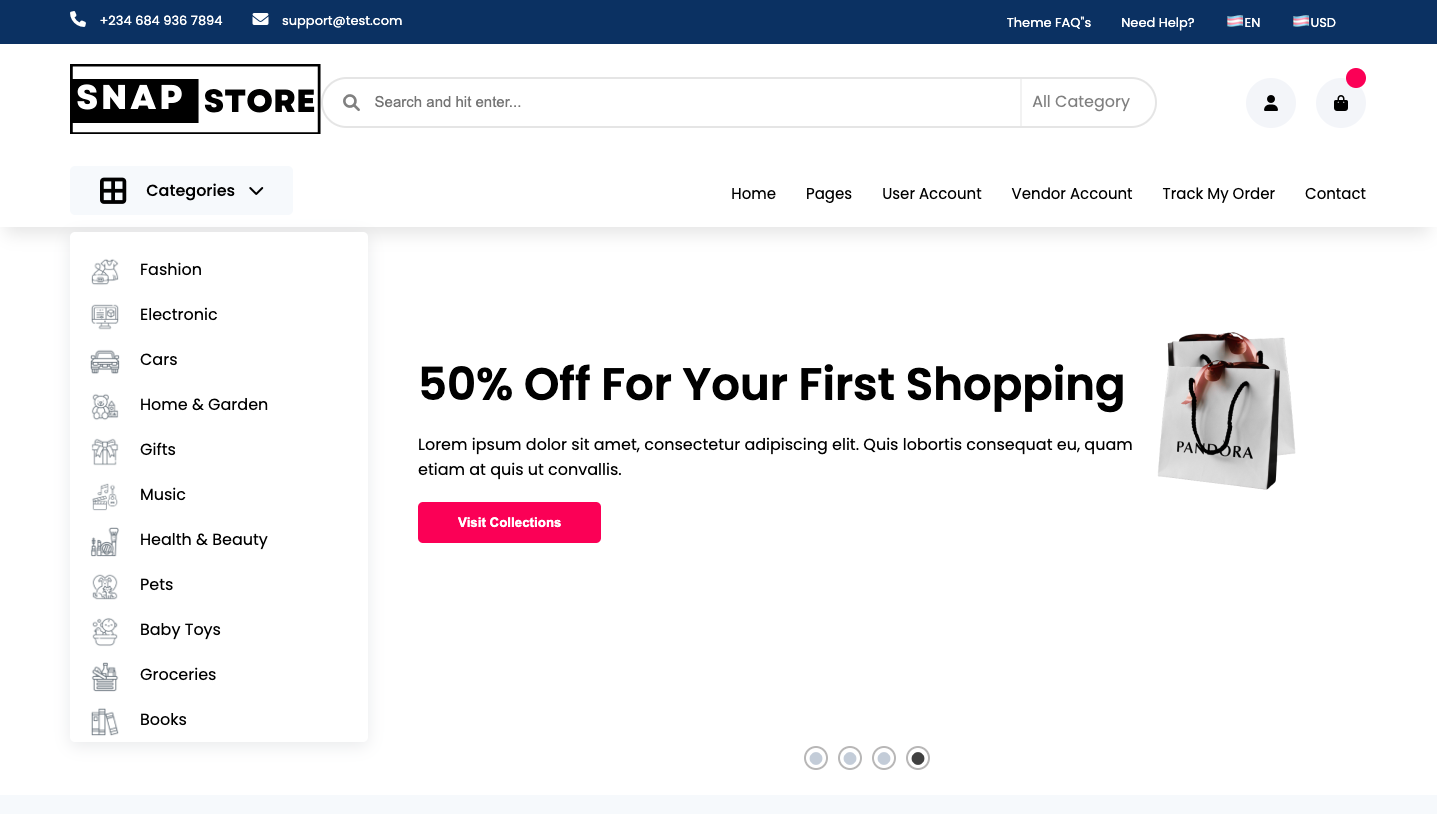 +234 684 936 7894
support@test.com
Theme FAQ"s
Need Help?
EN
USD
SNAP STORE
Search and hit enter...
All Category
Categories
Home
Pages
User Account
Vendor Account
Track My Order
Contact
Fashion
Electronic
Cars
Home & Garden
Gifts
Music
Health & Beauty
Pets
Baby Toys
Groceries
Books
50% Off For Your First Shopping
Lorem ipsum dolor sit amet, consectetur adipiscing elit. Quis lobortis consequat eu, quam
etiam at quis ut convallis.
Visit Collections
PANDORA